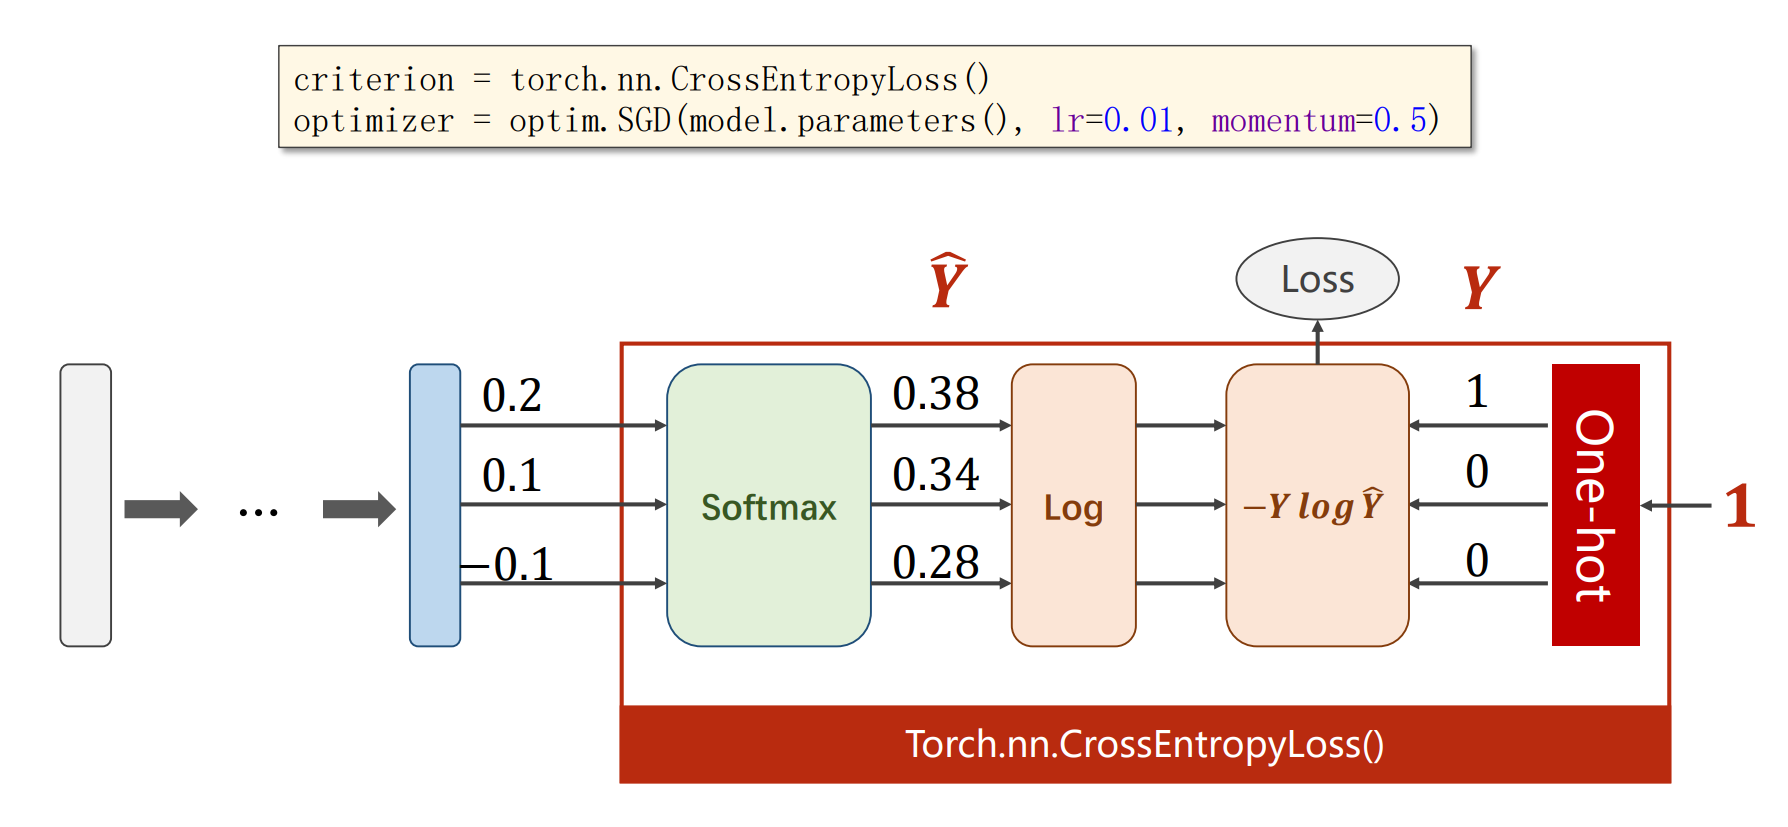 criterion = torch.nn.CrossEntropyLoss()
optimizer = optim.SGD(model.parameters(), lr=0.01, momentum=0.5)
Ŷ
Loss
Y
0.2
0.38
1
0.1
0.34
0
−0.1
0.28
0
Softmax
Log
−Y log Ŷ
One-hot
1
...
Torch.nn.CrossEntropyLoss()